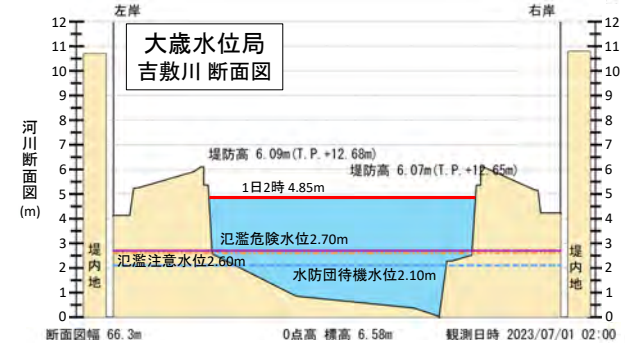 左岸
右岸
大歳水位局
吉敷川 断面図
12
11
10
9
8
7
6
5
4
3
2
1
0
12
11
10
9
8
7
6
5
4
3
2
1
0
河川断面図
(m)
堤防高 6.09m(T.P.+12.68m)
堤防高 6.07m(T.P.+12.65m)
1日2時 4.85m
氾濫危険水位2.70m
氾濫注意水位2.60m
水防団待機水位2.10m
堤内地
堤内地
断面図幅 66.3m
0点高 標高 6.58m
観測日時 2023/07/01 02:00